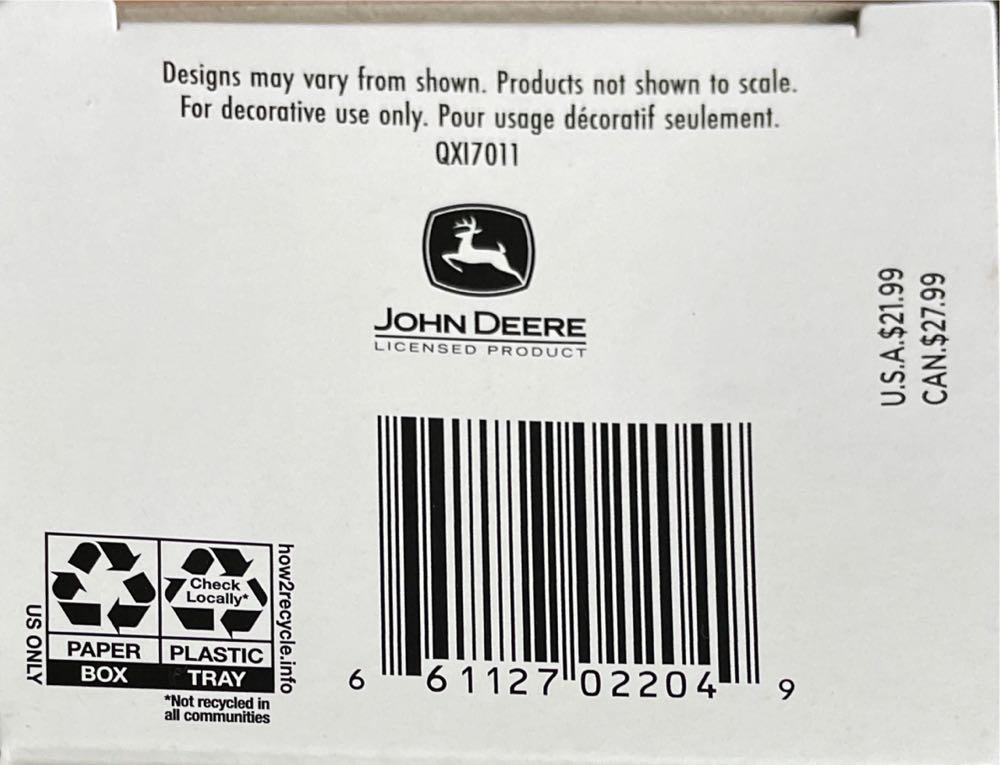 Designs may vary from shown. Products not shown to scale.
For decorative use only. Pour usage décoratif seulement.
QXI7011
JOHN DEERE
LICENSED PRODUCT
U.S.A.$21.99
CAN.$27.99
US ONLY
Check
Locally*
PAPER
BOX
PLASTIC
TRAY
how2recycle.info
*Not recycled in
all communities
6 61127 02204 9